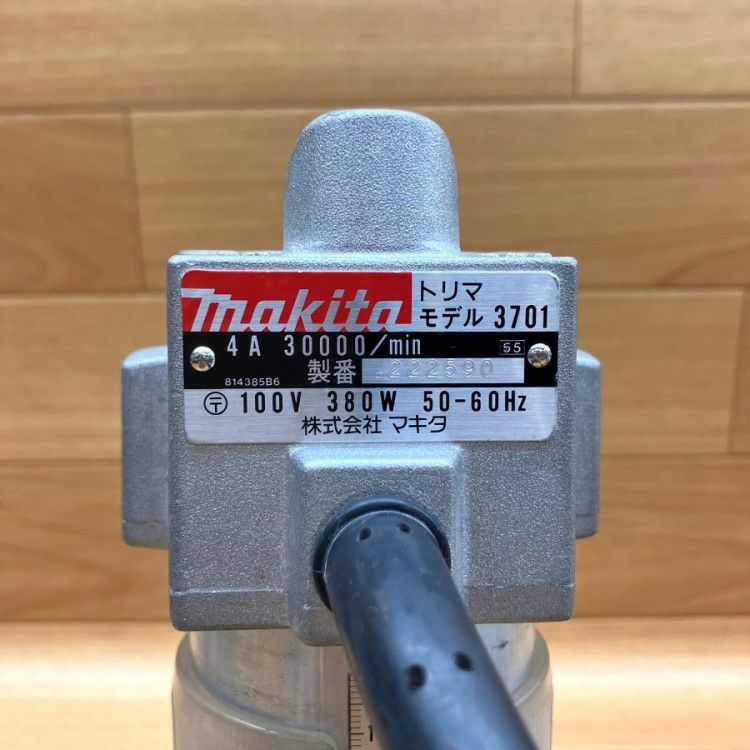 makita
トリマ
モデル 3701
4A 30000/min 55
製番 222590
814385B6
〶 100V 380W 50-60Hz
株式会社 マキタ
1